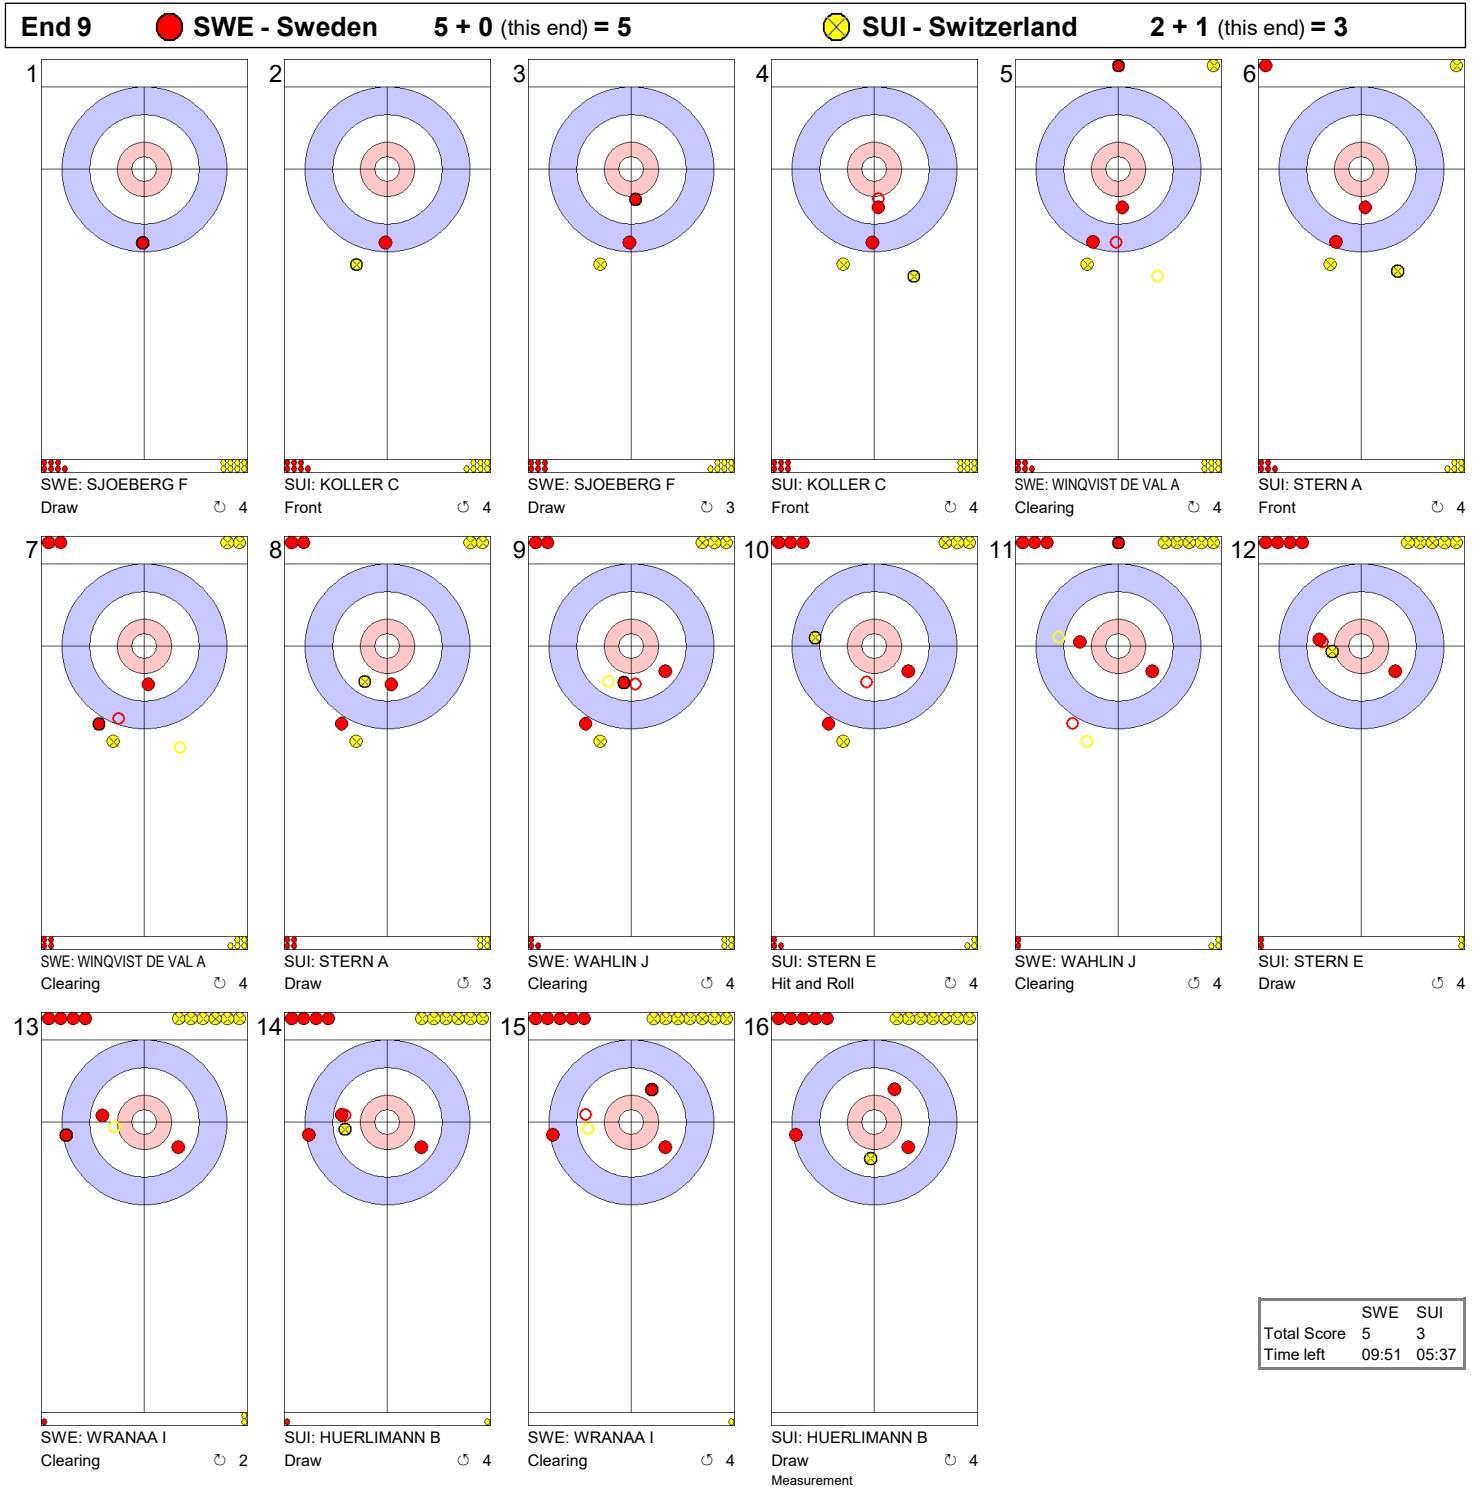 End 9 SWE - Sweden 5 + 0 (this end) = 5 SUI - Switzerland 2 + 1 (this end) = 3
1 2 3 4 5 6
SWE: SJOEBERG F SUI: KOLLER C SWE: SJOEBERG F SUI: KOLLER C SWE: WINQVIST DE VAL A SUI: STERN A
Draw ↻ 4 Front ↺ 4 Draw ↻ 3 Front ↺ 4 Clearing ↻ 4 Front ↺ 4
7 8 9 10 11 12
SWE: WINQVIST DE VAL A SUI: STERN A SWE: WAHLIN J SUI: STERN E SWE: WAHLIN J SUI: STERN E
Clearing ↻ 4 Draw ↺ 3 Clearing ↺ 4 Hit and Roll ↻ 4 Clearing ↺ 4 Draw ↺ 4
13 14 15 16
SWE: WRANAA I SUI: HUERLIMANN B SWE: WRANAA I SUI: HUERLIMANN B
Clearing ↻ 2 Draw ↺ 4 Clearing ↺ 4 Draw ↻ 4
Measurement
SWE SUI
Total Score 5 3
Time left 09:51 05:37